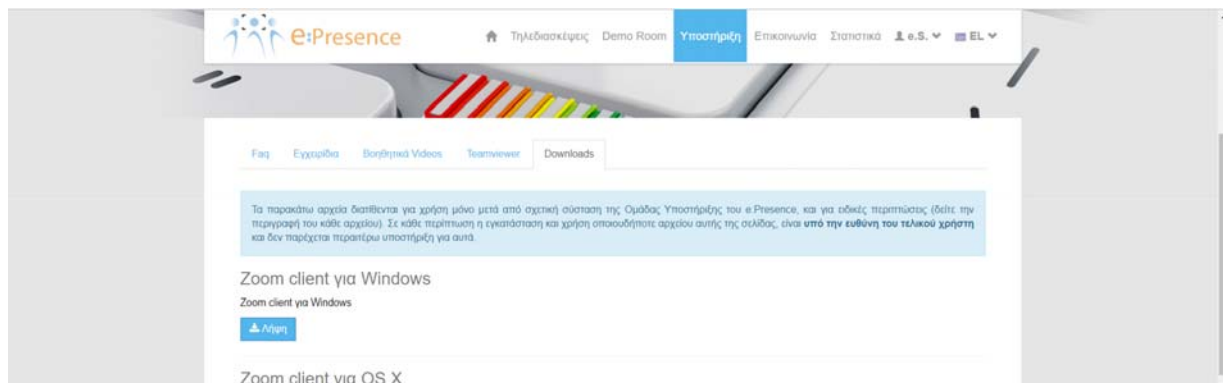 e:Presence
Τηλεδιασκέψεις Demo Room Υποστήριξη Επικοινωνία Στατιστικά e.S. EL
Faq Εγχειρίδια Βοηθητικά Videos Teamviewer Downloads
Τα παρακάτω αρχεία διατίθενται για χρήση μόνο μετά από σχετική σύσταση της Ομάδας Υποστήριξης του e:Presence, και για ειδικές περιπτώσεις (δείτε την
περιγραφή του κάθε αρχείου). Σε κάθε περίπτωση η εγκατάσταση και χρήση οποιουδήποτε αρχείου αυτής της σελίδας, είναι υπό την ευθύνη του τελικού χρήστη
και δεν παρέχεται περαιτέρω υποστήριξη για αυτά.
Zoom client για Windows
Zoom client για Windows
Λήψη
Zoom client για OS X